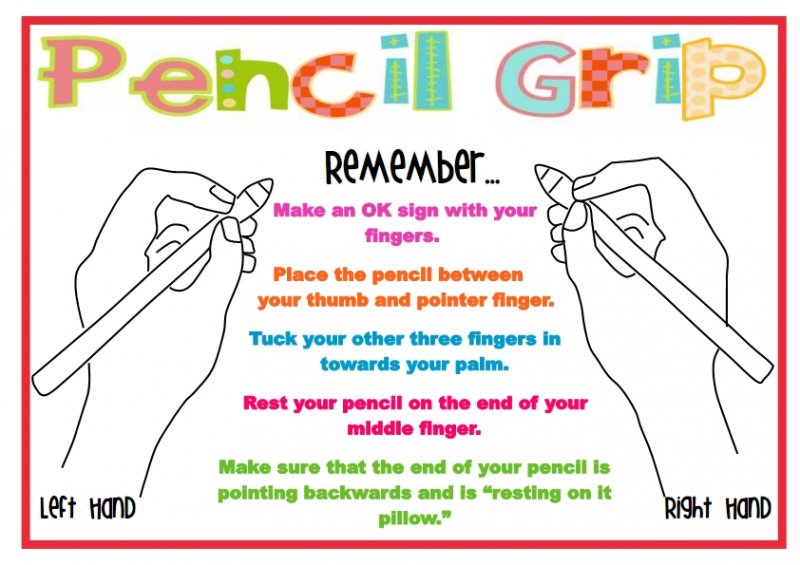 Pencil Grip
Remember...
Make an OK sign with your
fingers.
Place the pencil between
your thumb and pointer finger.
Tuck your other three fingers in
towards your palm.
Rest your pencil on the end of your
middle finger.
Make sure that the end of your pencil is
pointing backwards and is “resting on it
pillow.”
Left Hand
Right Hand